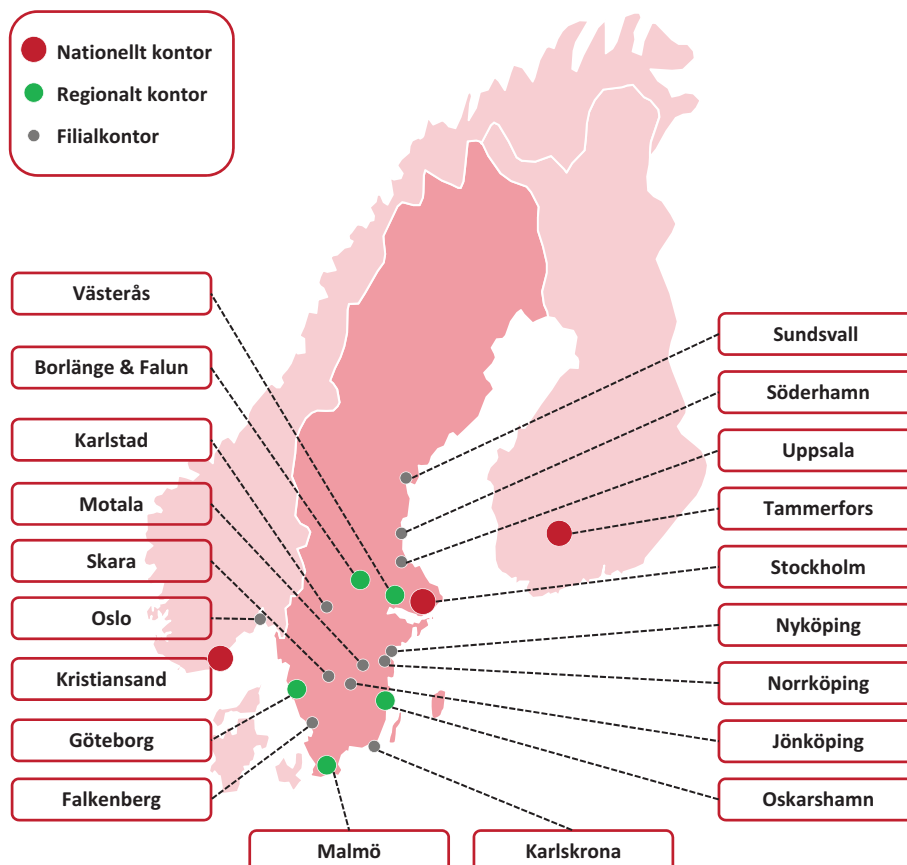 Nationellt kontor
Regionalt kontor
Filialkontor
Västerås
Borlänge & Falun
Karlstad
Motala
Skara
Oslo
Kristiansand
Göteborg
Falkenberg
Sundsvall
Söderhamn
Uppsala
Tammerfors
Stockholm
Nyköping
Norrköping
Jönköping
Oskarshamn
Malmö
Karlskrona